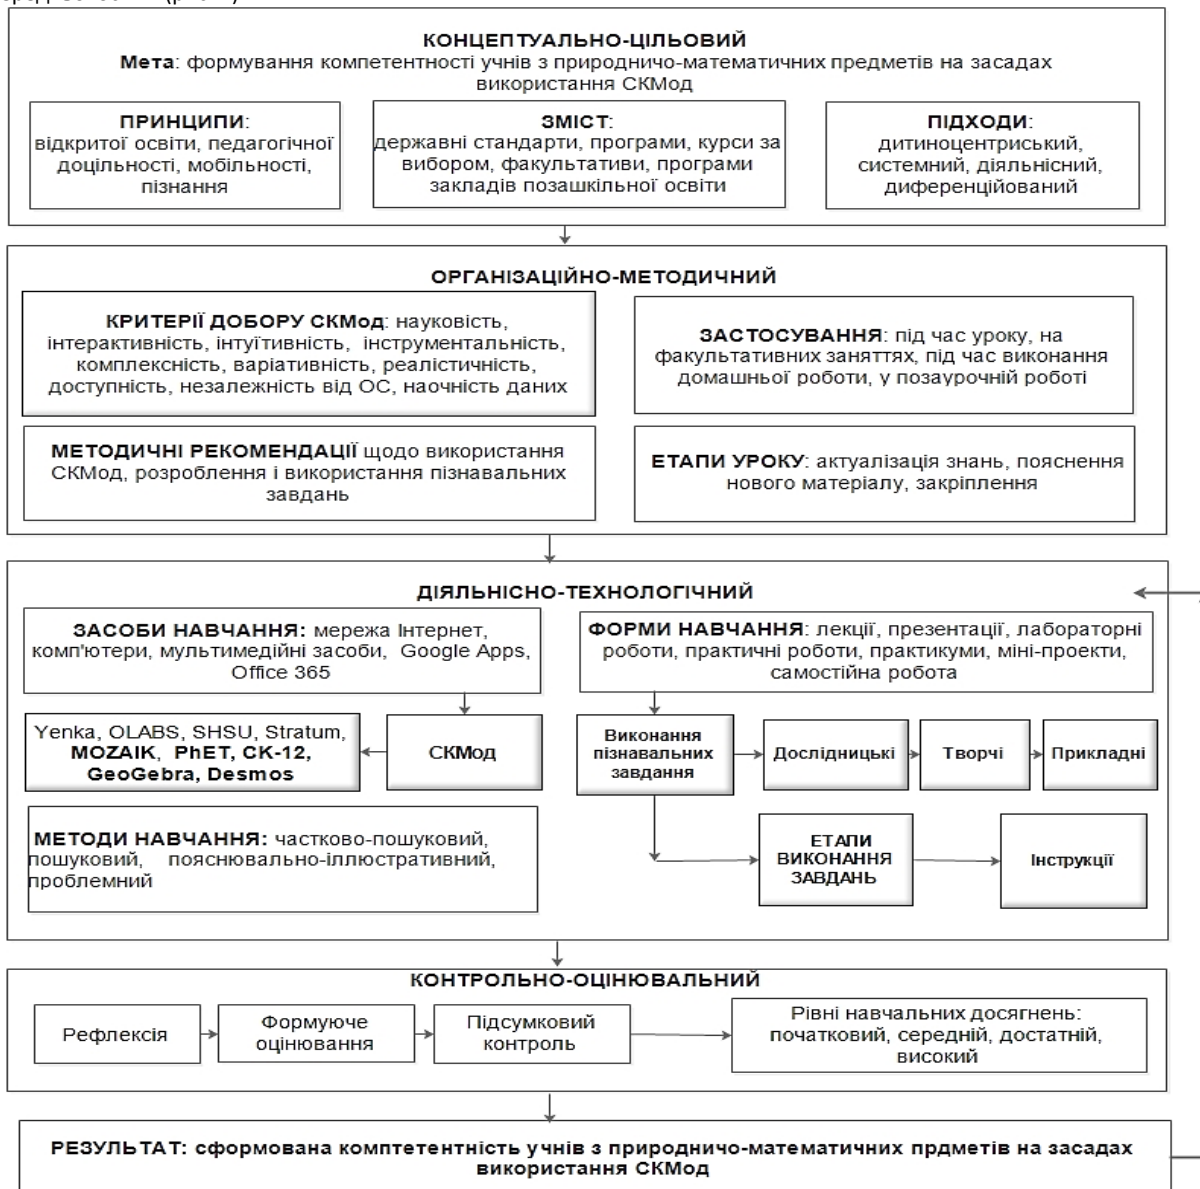 КОНЦЕПТУАЛЬНО-ЦІЛЬОВИЙ
Мета: формування компетентності учнів з природничо-математичних предметів на засадах
використання СКМод
ПРИНЦИПИ:
відкритої освіти, педагогічної
доцільності, мобільності,
пізнання
ЗМІСТ:
державні стандарти, програми, курси за
вибором, факультативи, програми
закладів позашкільної освіти
ПІДХОДИ:
дитиноцентриський,
системний, діяльнісний,
диференційований
ОРГАНІЗАЦІЙНО-МЕТОДИЧНИЙ
КРИТЕРІЇ ДОБОРУ СКМод: науковість,
інтерактивність, інтуїтивність, інструментальність,
комплексність, варіативність, реалістичність,
доступність, незалежність від ОС, наочність даних
ЗАСТОСУВАННЯ: під час уроку, на
факультативних заняттях, під час виконання
домашньої роботи, у позаурочній роботі
МЕТОДИЧНІ РЕКОМЕНДАЦІЇ щодо використання
СКМод, розроблення і використання пізнавальних
завдань
ЕТАПИ УРОКУ: актуалізація знань, пояснення
нового матеріалу, закріплення
ДІЯЛЬНІСНО-ТЕХНОЛОГІЧНИЙ
ЗАСОБИ НАВЧАННЯ: мережа Інтернет,
комп'ютери, мультимедійні засоби, Google Apps,
Office 365
ФОРМИ НАВЧАННЯ: лекції, презентації, лабораторні
роботи, практичні роботи, практикуми, міні-проекти,
самостійна робота
Yenka, OLABS, SHSU, Stratum,
MOZAIK, PhET, CK-12,
GeoGebra, Desmos
СКМод
Виконання
пізнавальних
завдання
Дослідницькі
Творчі
Прикладні
МЕТОДИ НАВЧАННЯ: частково-пошуковий,
пошуковий, пояснювально-іллюстративний,
проблемний
ЕТАПИ
ВИКОНАННЯ
ЗАВДАНЬ
Інструкції
КОНТРОЛЬНО-ОЦІНЮВАЛЬНИЙ
Рефлексія
Формуюче
оцінювання
Підсумковий
контроль
Рівні навчальних досягнень:
початковий, середній, достатній,
високий
РЕЗУЛЬТАТ: сформована комптетентність учнів з природничо-математичних прдметів на засадах
використання СКМод